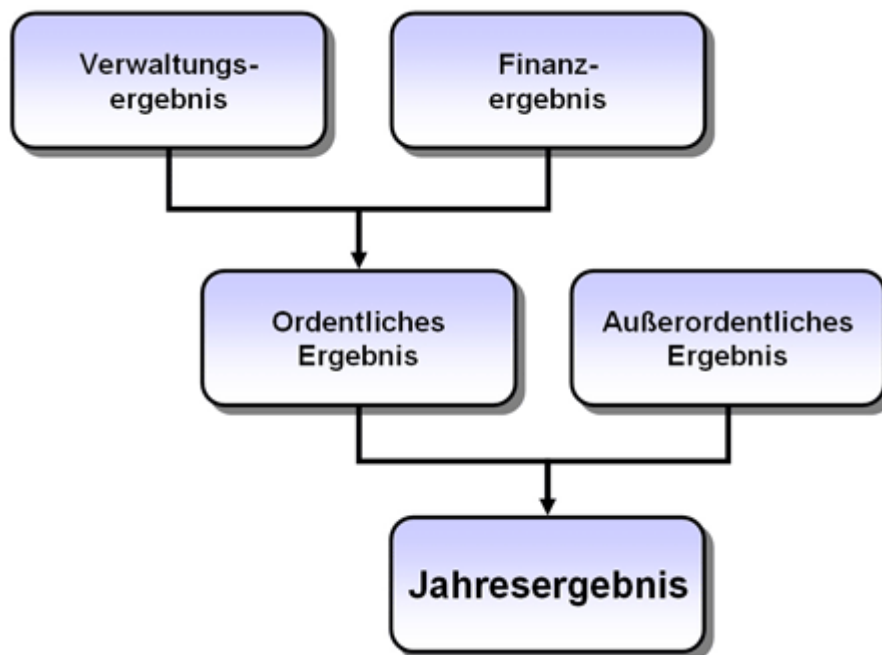 Verwaltungs-
ergebnis
Finanz-
ergebnis
Ordentliches
Ergebnis
Außerordentliches
Ergebnis
Jahresergebnis